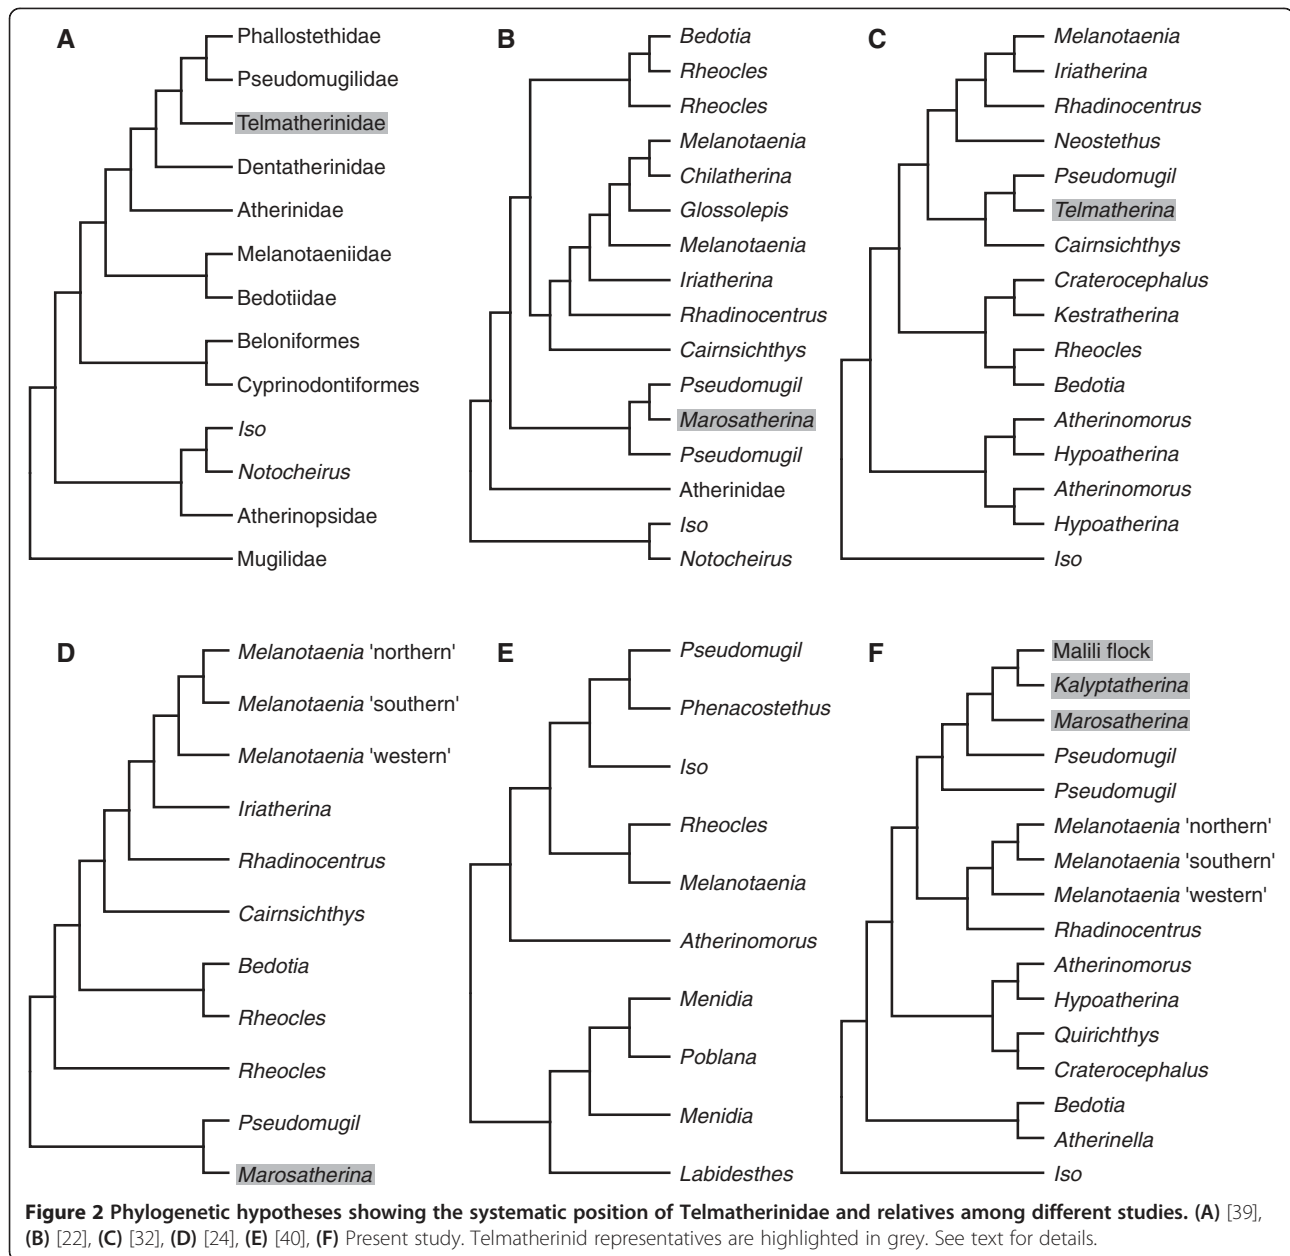 A
Phallostethidae
Pseudomugilidae
Telmatherinidae
Dentatherinidae
Atherinidae
Melanotaeniidae
Bedotiidae
Beloniformes
Cyprinodontiformes
Iso
Notocheirus
Atherinopsidae
Mugilidae
B
Bedotia
Rheocles
Rheocles
Melanotaenia
Chilatherina
Glossolepis
Melanotaenia
Iriatherina
Rhadinocentrus
Cairnsichthys
Pseudomugil
Marosatherina
Pseudomugil
Atherinidae
Iso
Notocheirus
C
Melanotaenia
Iriatherina
Rhadinocentrus
Neostethus
Pseudomugil
Telmatherina
Cairnsichthys
Craterocephalus
Kestratherina
Rheocles
Bedotia
Atherinomorus
Hypoatherina
Atherinomorus
Hypoatherina
Iso
D
Melanotaenia 'northern'
Melanotaenia 'southern'
Melanotaenia 'western'
Iriatherina
Rhadinocentrus
Cairnsichthys
Bedotia
Rheocles
Rheocles
Pseudomugil
Marosatherina
E
Pseudomugil
Phenacostethus
Iso
Rheocles
Melanotaenia
Atherinomorus
Menidia
Poblana
Menidia
Labidesthes
F
Malili flock
Kalyptatherina
Marosatherina
Pseudomugil
Pseudomugil
Melanotaenia 'northern'
Melanotaenia 'southern'
Melanotaenia 'western'
Rhadinocentrus
Atherinomorus
Hypoatherina
Quirichthys
Craterocephalus
Bedotia
Atherinella
Iso
Figure 2 Phylogenetic hypotheses showing the systematic position of Telmatherinidae and relatives among different studies. (A) [39],
(B) [22], (C) [32], (D) [24], (E) [40], (F) Present study. Telmatherinid representatives are highlighted in grey. See text for details.